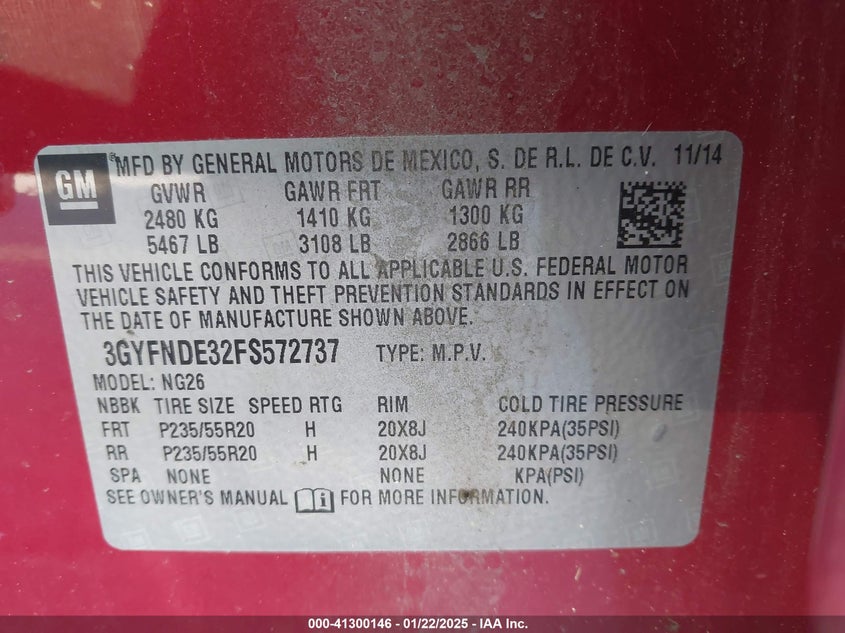 GM ® MFD BY GENERAL MOTORS DE MEXICO, S. DE R.L. DE C.V. 11/14
GVWR GAWR FRT GAWR RR
2480 KG 1410 KG 1300 KG
5467 LB 3108 LB 2866 LB
THIS VEHICLE CONFORMS TO ALL APPLICABLE U.S. FEDERAL MOTOR
VEHICLE SAFETY AND THEFT PREVENTION STANDARDS IN EFFECT ON
THE DATE OF MANUFACTURE SHOWN ABOVE.
3GYFNDE32FS572737 TYPE: M.P.V.
MODEL: NG26
NBBK TIRE SIZE SPEED RTG RIM COLD TIRE PRESSURE
FRT P235/55R20 H 20X8J 240KPA(35PSI)
RR P235/55R20 H 20X8J 240KPA(35PSI)
SPA NONE NONE KPA(PSI)
SEE OWNER'S MANUAL FOR MORE INFORMATION.
000-41300146 - 01/22/2025 - IAA Inc.